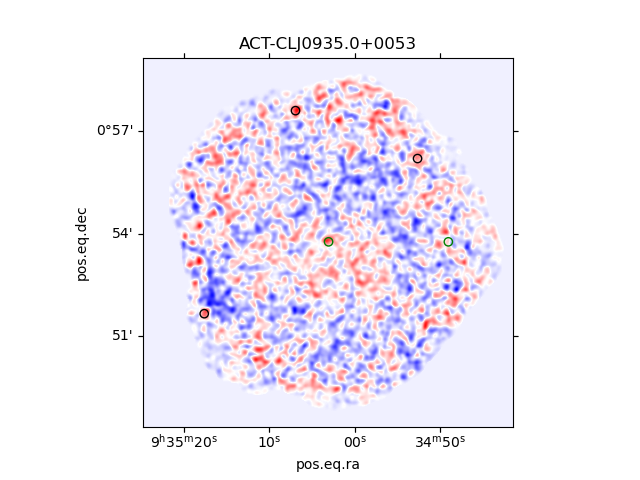 ACT-CLJ0935.0+0053
0°57'
54'
51'
pos.eq.dec
9ʰ35ᵐ20ˢ 10ˢ 00ˢ 34ᵐ50ˢ
pos.eq.ra